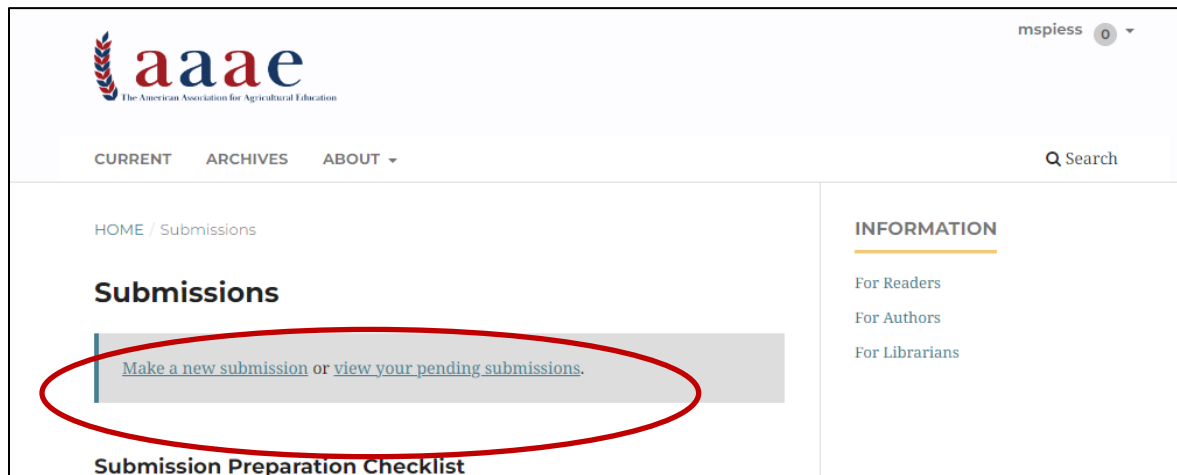 mspiess 0
aaae
The American Association for Agricultural Education
CURRENT ARCHIVES ABOUT
Search
HOME / Submissions
Submissions
Make a new submission or view your pending submissions.
Submission Preparation Checklist
INFORMATION
For Readers
For Authors
For Librarians